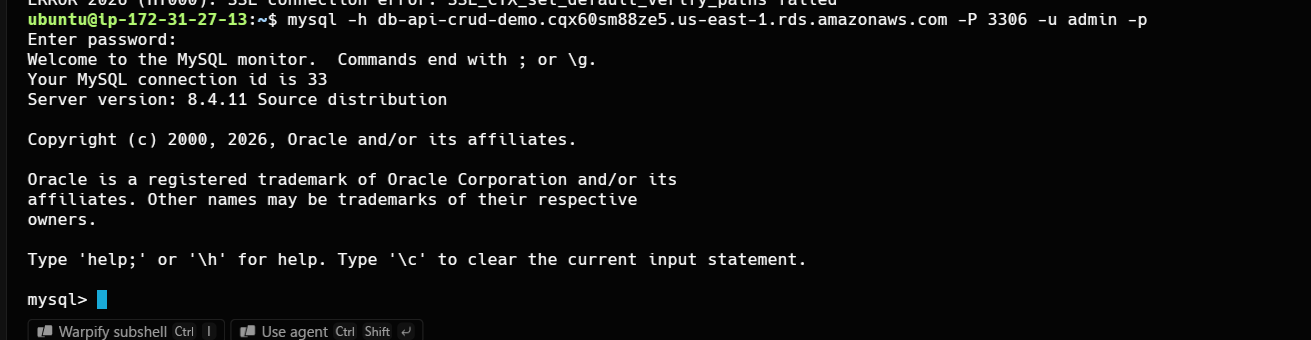 ERROR 2026 (HY000): SSL connection error: SSL_CTX_set_default_verify_paths failed
ubuntu@ip-172-31-27-13:~$ mysql -h db-api-crud-demo.cqx60sm88ze5.us-east-1.rds.amazonaws.com -P 3306 -u admin -p
Enter password:
Welcome to the MySQL monitor.  Commands end with ; or \g.
Your MySQL connection id is 33
Server version: 8.4.11 Source distribution
Copyright (c) 2000, 2026, Oracle and/or its affiliates.
Oracle is a registered trademark of Oracle Corporation and/or its
affiliates. Other names may be trademarks of their respective
owners.
Type 'help;' or '\h' for help. Type '\c' to clear the current input statement.
mysql>
Warpify subshell Ctrl I Use agent Ctrl Shift ⏎